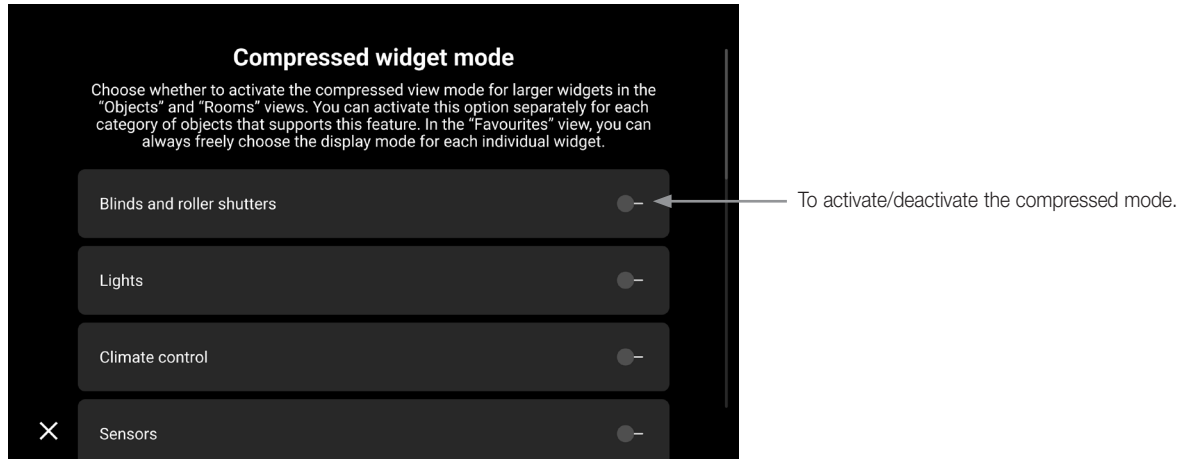 Compressed widget mode
Choose whether to activate the compressed view mode for larger widgets in the
“Objects” and “Rooms” views. You can activate this option separately for each
category of objects that supports this feature. In the “Favourites” view, you can
always freely choose the display mode for each individual widget.
Blinds and roller shutters
To activate/deactivate the compressed mode.
Lights
Climate control
Sensors